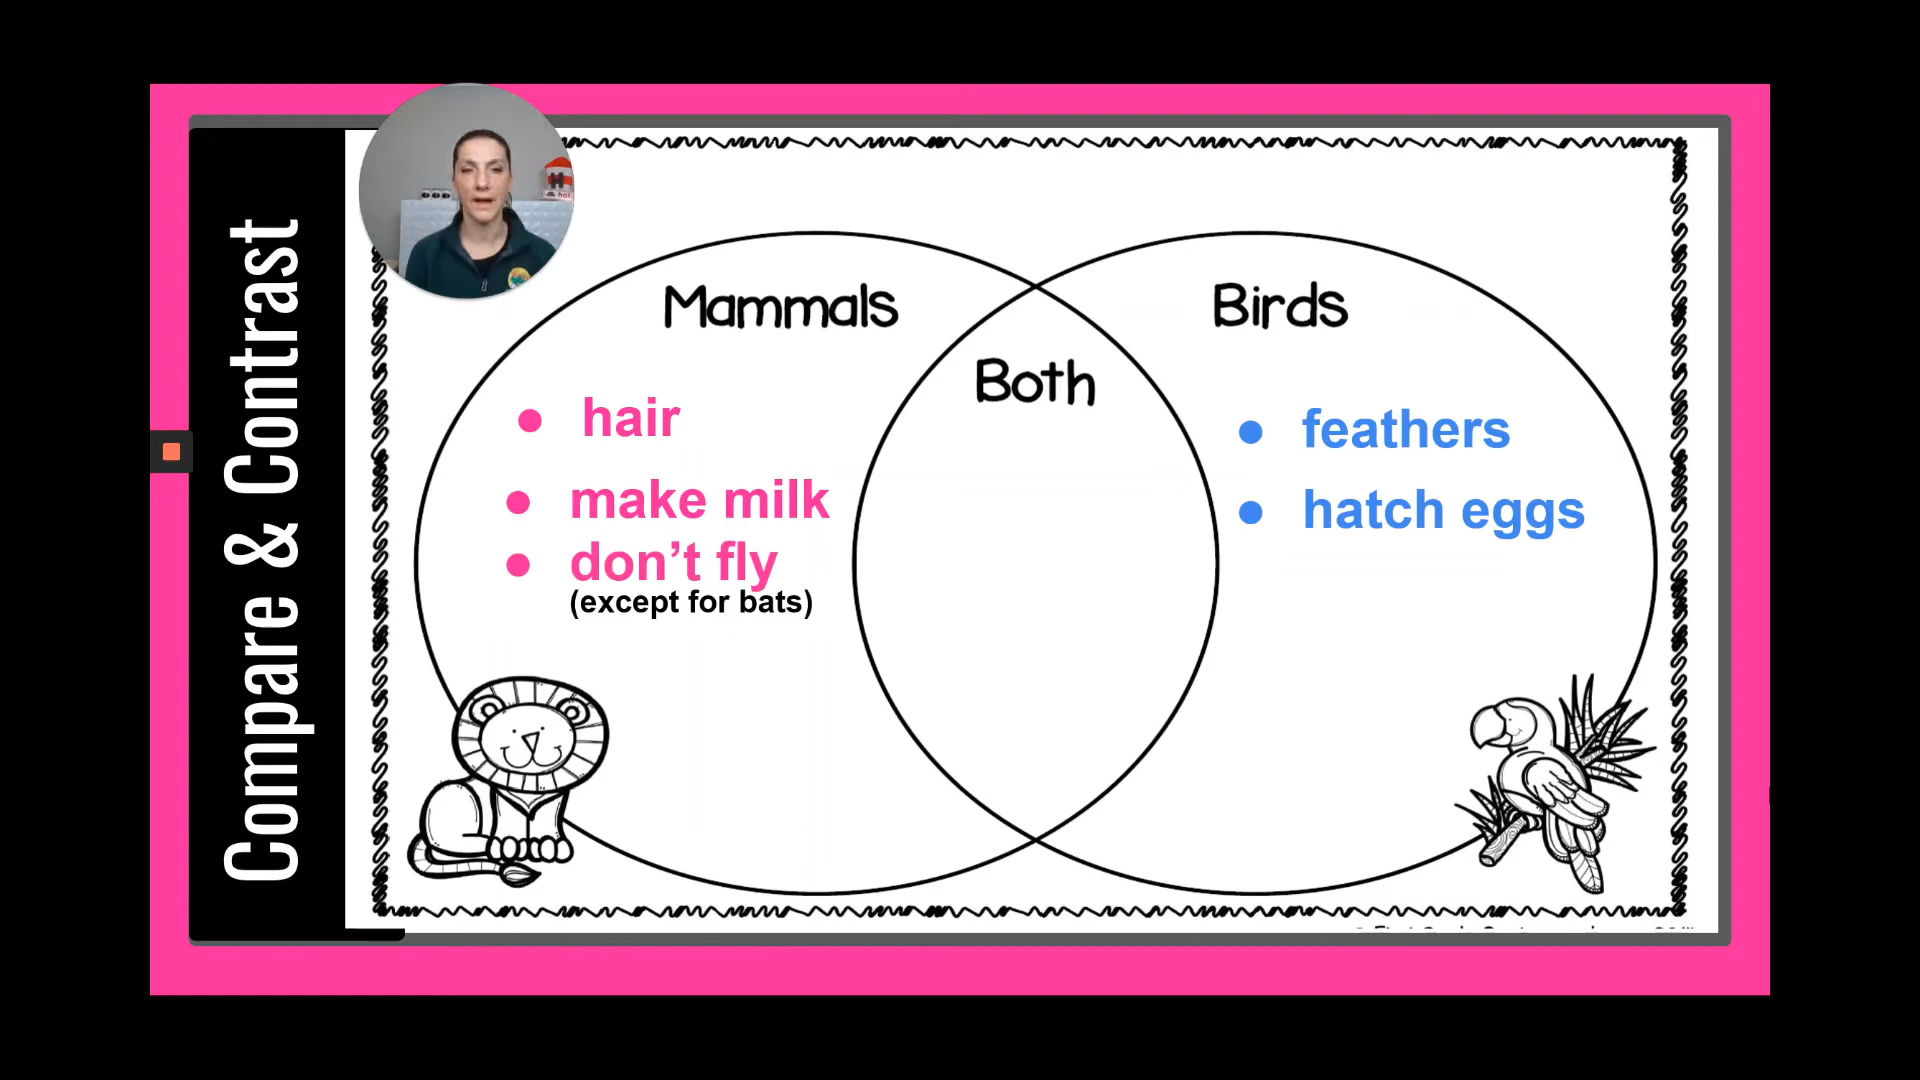 Compare & Contrast
Mammals
Birds
Both
hair
make milk
don’t fly
(except for bats)
feathers
hatch eggs